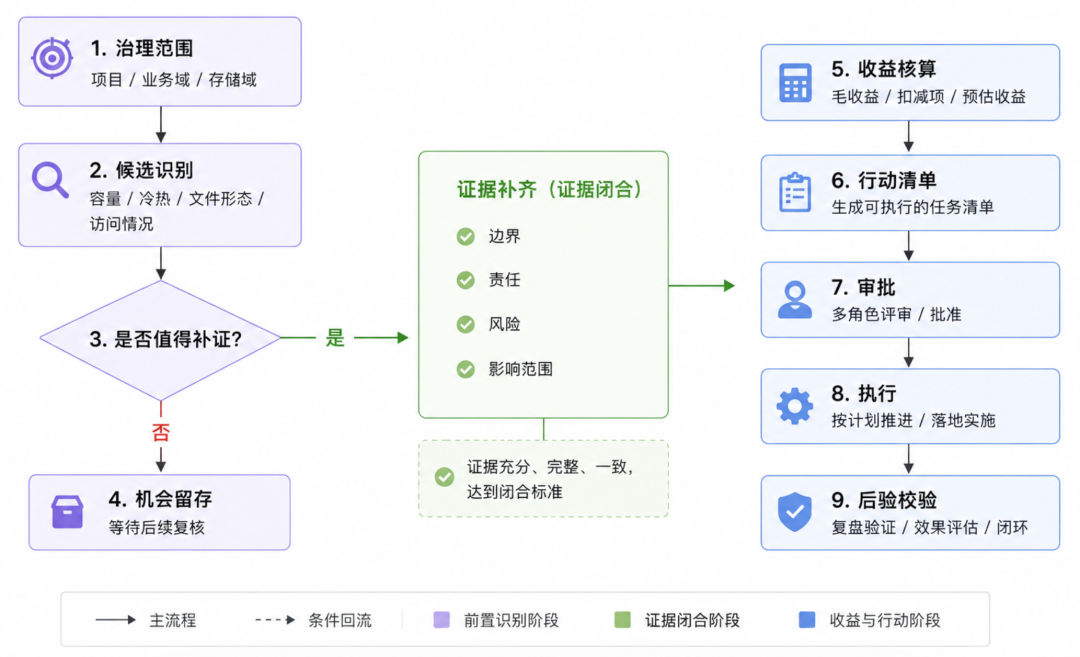 1. 治理范围
项目 / 业务域 / 存储域
2. 候选识别
容量 / 冷热 / 文件形态 /
访问情况
3. 是否值得补证?
是
否
4. 机会留存
等待后续复核
证据补齐（证据闭合）
边界
责任
风险
影响范围
证据充分、完整、一致，
达到闭合标准
5. 收益核算
毛收益 / 扣减项 / 预估收益
6. 行动清单
生成可执行的任务清单
7. 审批
多角色评审 / 批准
8. 执行
按计划推进 / 落地实施
9. 后验校验
复盘验证 / 效果评估 / 闭环
主流程
条件回流
前置识别阶段
证据闭合阶段
收益与行动阶段